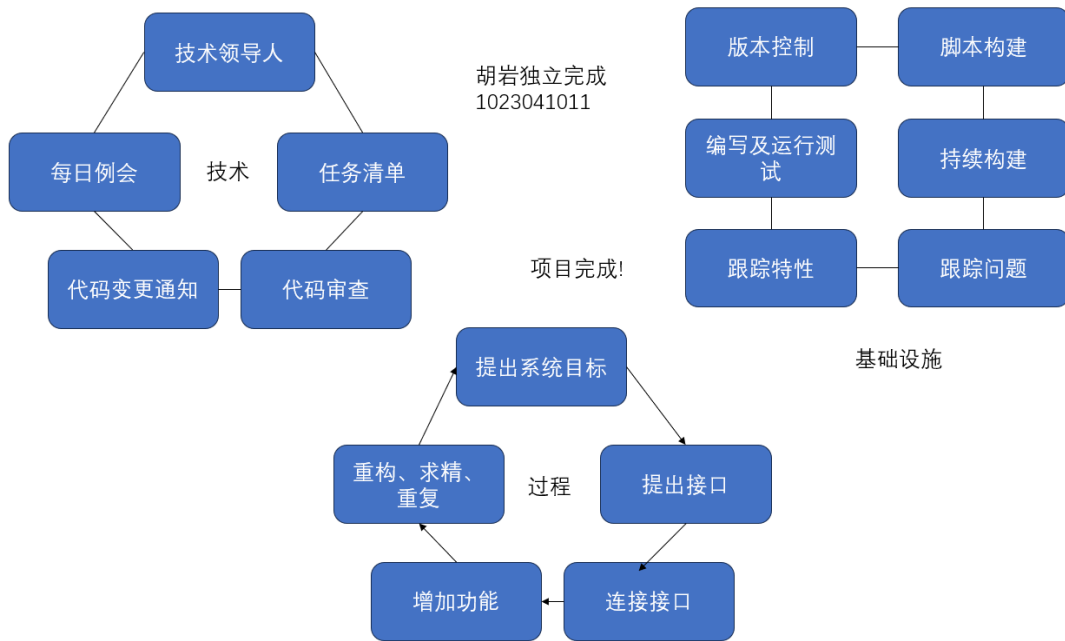 技术领导人
每日例会
技术
任务清单
代码变更通知
代码审查
胡岩独立完成
1023041011
版本控制
脚本构建
编写及运行测
试
持续构建
跟踪特性
跟踪问题
项目完成!
基础设施
提出系统目标
重构、求精、
重复
过程
提出接口
增加功能
连接接口